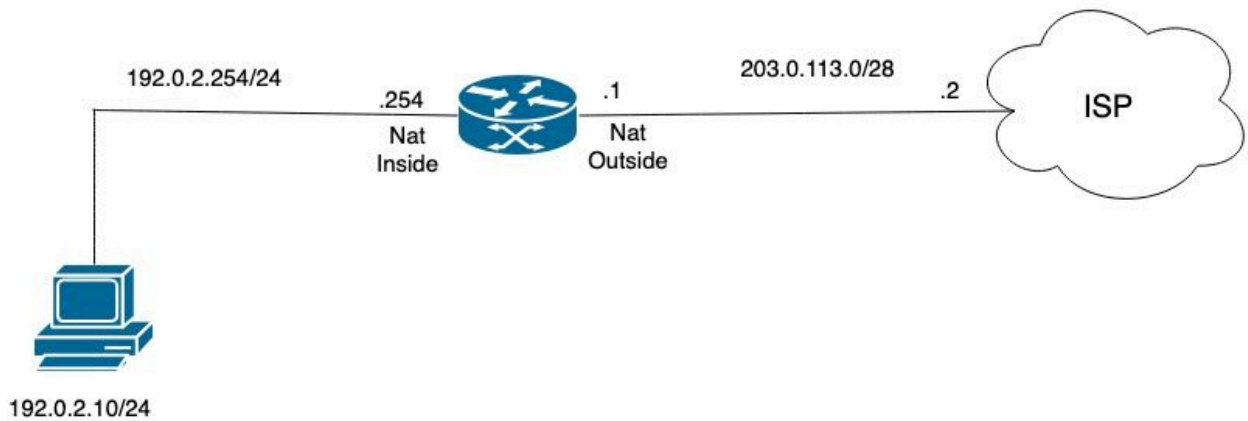 192.0.2.254/24
203.0.113.0/28
.254
.1
.2
ISP
Nat
Inside
Nat
Outside
192.0.2.10/24